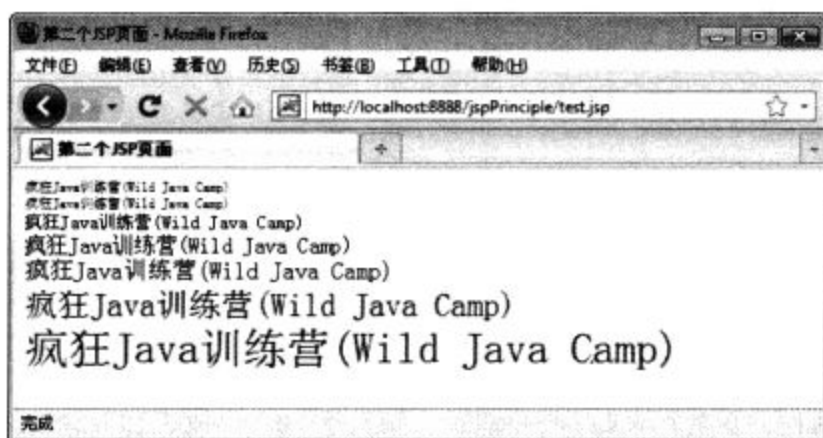 第二个JSP页面 - Mozilla Firefox
文件(F) 编辑(E) 查看(V) 历史(S) 书签(B) 工具(T) 帮助(H)
http://localhost:8888/jspPrinciple/test.jsp
第二个JSP页面
疯狂Java训练营(Wild Java Camp)
疯狂Java训练营(Wild Java Camp)
疯狂Java训练营(Wild Java Camp)
疯狂Java训练营(Wild Java Camp)
疯狂Java训练营(Wild Java Camp)
疯狂Java训练营(Wild Java Camp)
疯狂Java训练营(Wild Java Camp)
完成